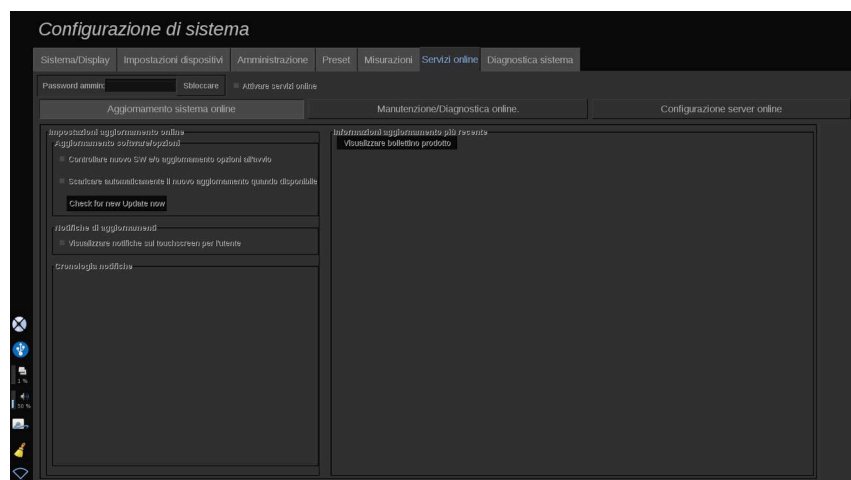 Configurazione di sistema
Sistema/Display Impostazioni dispositivi Amministrazione Preset Misurazioni Servizi online Diagnostica sistema
Password ammin: Sbloccare Attivare servizi online
Aggiornamento sistema online Manutenzione/Diagnostica online. Configurazione server online
Impostazioni aggiornamento online
Aggiornamento software/opzioni
Controllare nuovo SW e/o aggiornamento opzioni all'avvio
Scaricare automaticamente il nuovo aggiornamento quando disponibile
Check for new Update now
Notifiche di aggiornamenti
Visualizzare notifiche sul touchscreen per l'utente
Cronologia notifiche
Informazioni aggiornamento più recente
Visualizzare bollettino prodotto
1 %
50 %